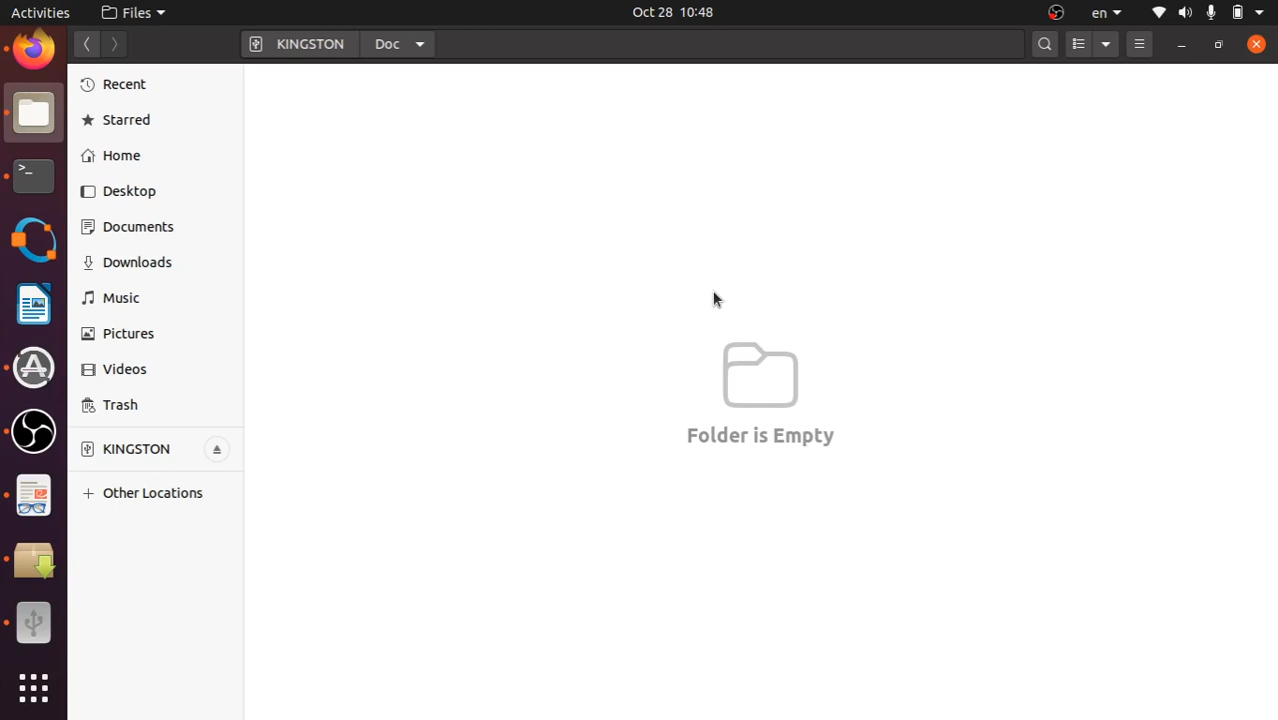 Activities Files Oct 28 10:48 en
KINGSTON Doc
Recent
Starred
Home
Desktop
Documents
Downloads
Music
Pictures
Videos
Trash
KINGSTON
Other Locations
Folder is Empty